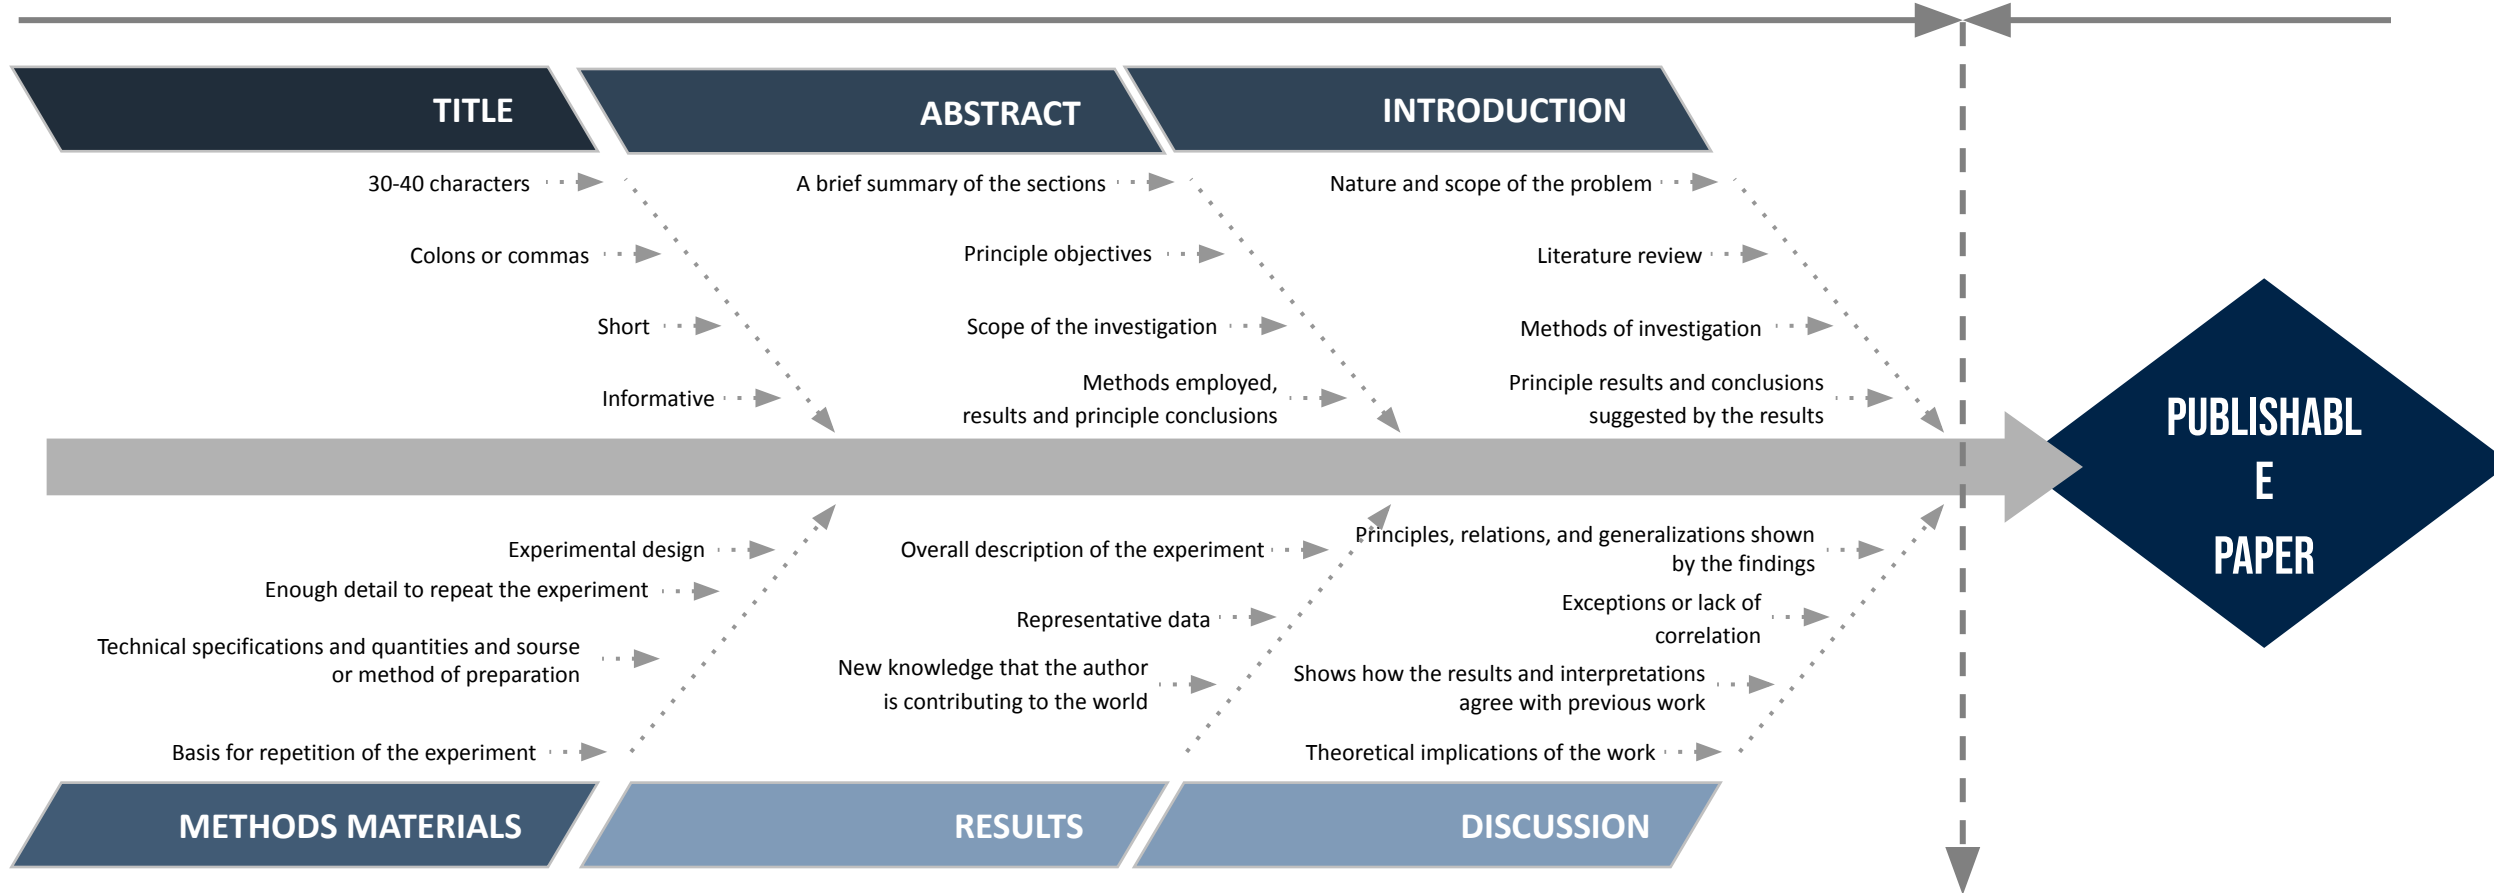 TITLE
ABSTRACT
INTRODUCTION
30-40 characters
Colons or commas
Short
Informative
A brief summary of the sections
Principle objectives
Scope of the investigation
Methods employed,
results and principle conclusions
Nature and scope of the problem
Literature review
Methods of investigation
Principle results and conclusions
suggested by the results
PUBLISHABL
E
PAPER
Experimental design
Enough detail to repeat the experiment
Technical specifications and quantities and sourse
or method of preparation
Basis for repetition of the experiment
Overall description of the experiment
Representative data
New knowledge that the author
is contributing to the world
Principles, relations, and generalizations shown
by the findings
Exceptions or lack of
correlation
Shows how the results and interpretations
agree with previous work
Theoretical implications of the work
METHODS MATERIALS
RESULTS
DISCUSSION